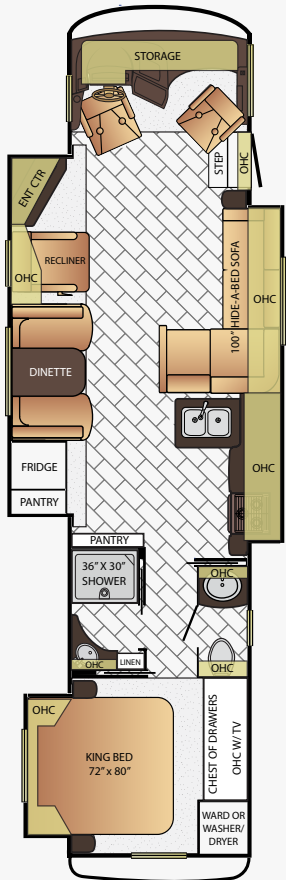 STORAGE
ENT CTR
STEP
OHC
RECLINER
OHC
100" HIDE-A-BED SOFA
OHC
DINETTE
FRIDGE
OHC
PANTRY
PANTRY
36" X 30"
SHOWER
OHC
OHC
LINEN
OHC
OHC
KING BED
72" x 80"
CHEST OF DRAWERS
OHC W/ TV
WARD OR
WASHER/
DRYER